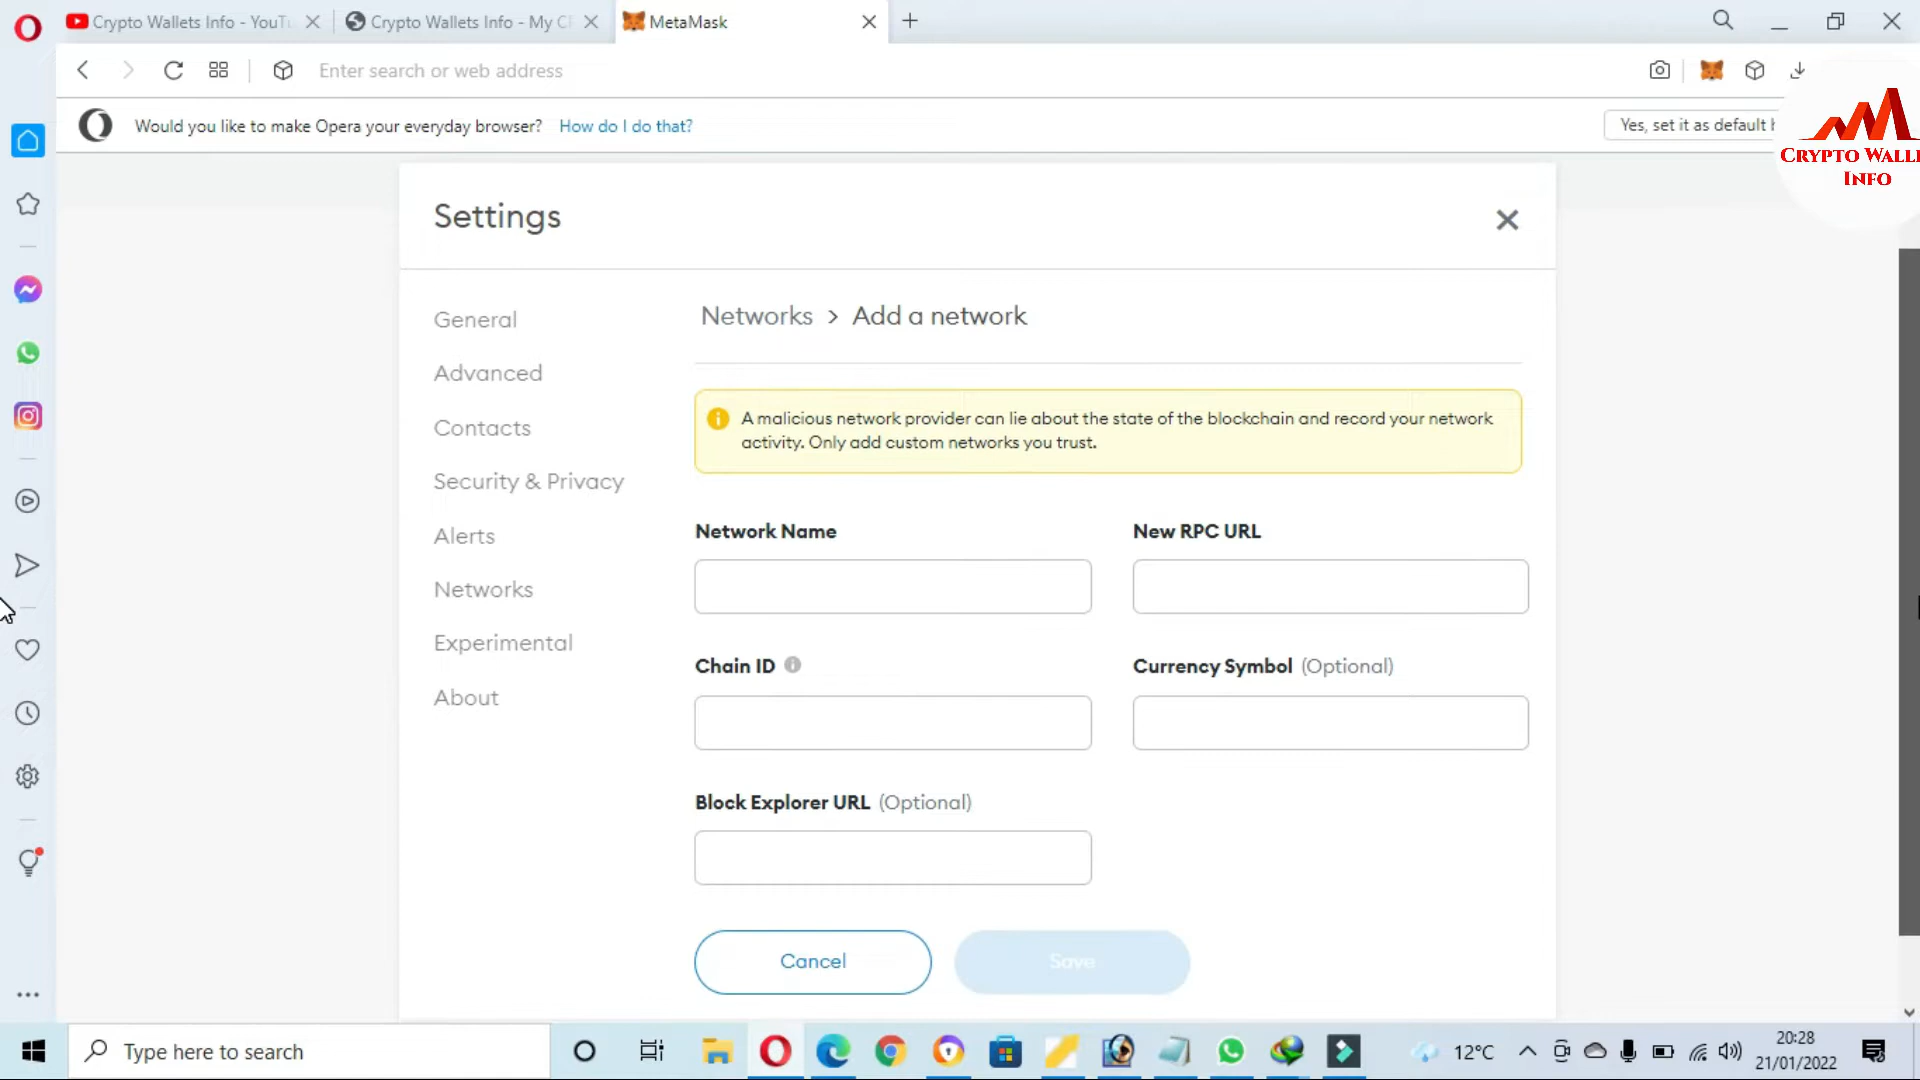 Crypto Wallets Info - YouTu
Crypto Wallets Info - My C
MetaMask
Enter search or web address
Would you like to make Opera your everyday browser? How do I do that?
Yes, set it as default
CRYPTO WALLE
INFO
Settings
General
Advanced
Contacts
Security & Privacy
Alerts
Networks
Experimental
About
Networks > Add a network
A malicious network provider can lie about the state of the blockchain and record your network
activity. Only add custom networks you trust.
Network Name
New RPC URL
Chain ID
Currency Symbol (Optional)
Block Explorer URL (Optional)
Cancel
Save
Type here to search
12°C
20:28
21/01/2022